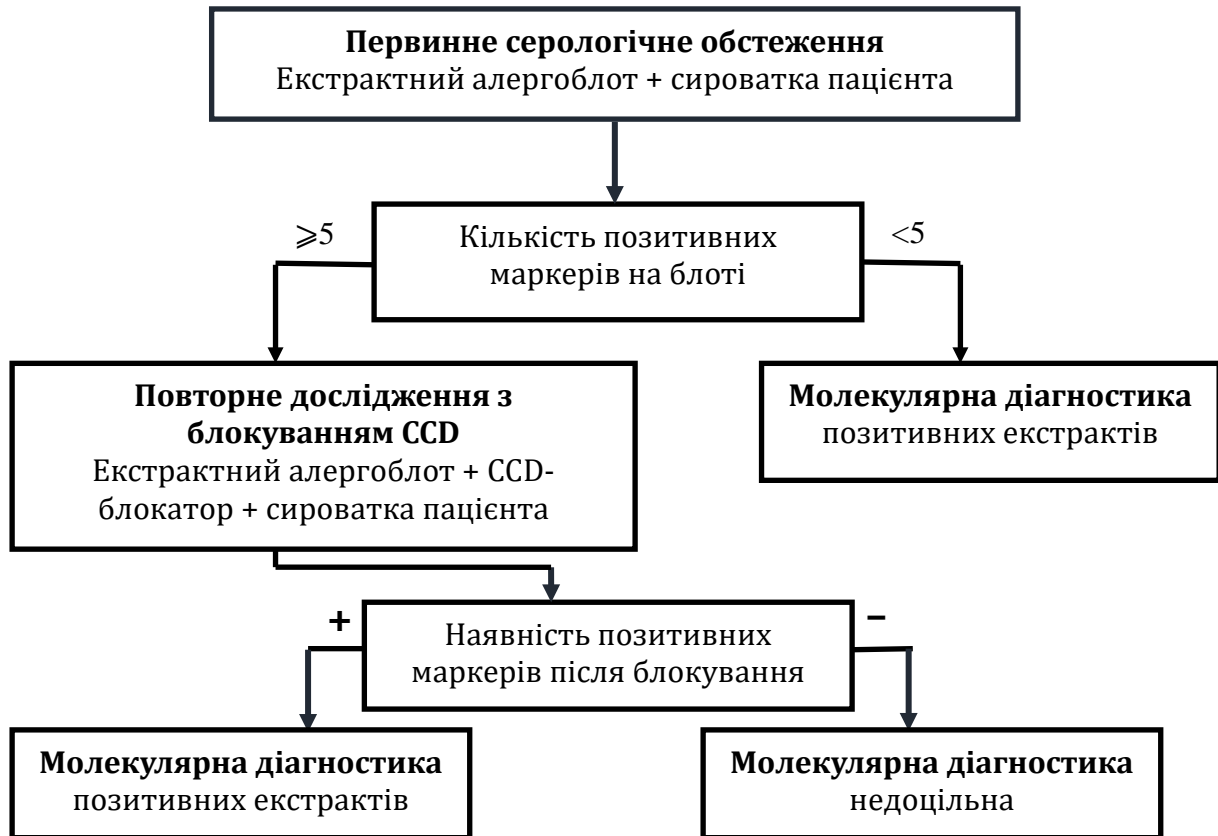 Первинне серологічне обстеження
Екстрактний алергоблот + сироватка пацієнта
⩾5
Кількість позитивних
маркерів на блоті
<5
Повторне дослідження з
блокуванням CCD
Екстрактний алергоблот + CCD-
блокатор + сироватка пацієнта
Молекулярна діагностика
позитивних екстрактів
+
Наявність позитивних
маркерів після блокування
−
Молекулярна діагностика
позитивних екстрактів
Молекулярна діагностика
недоцільна